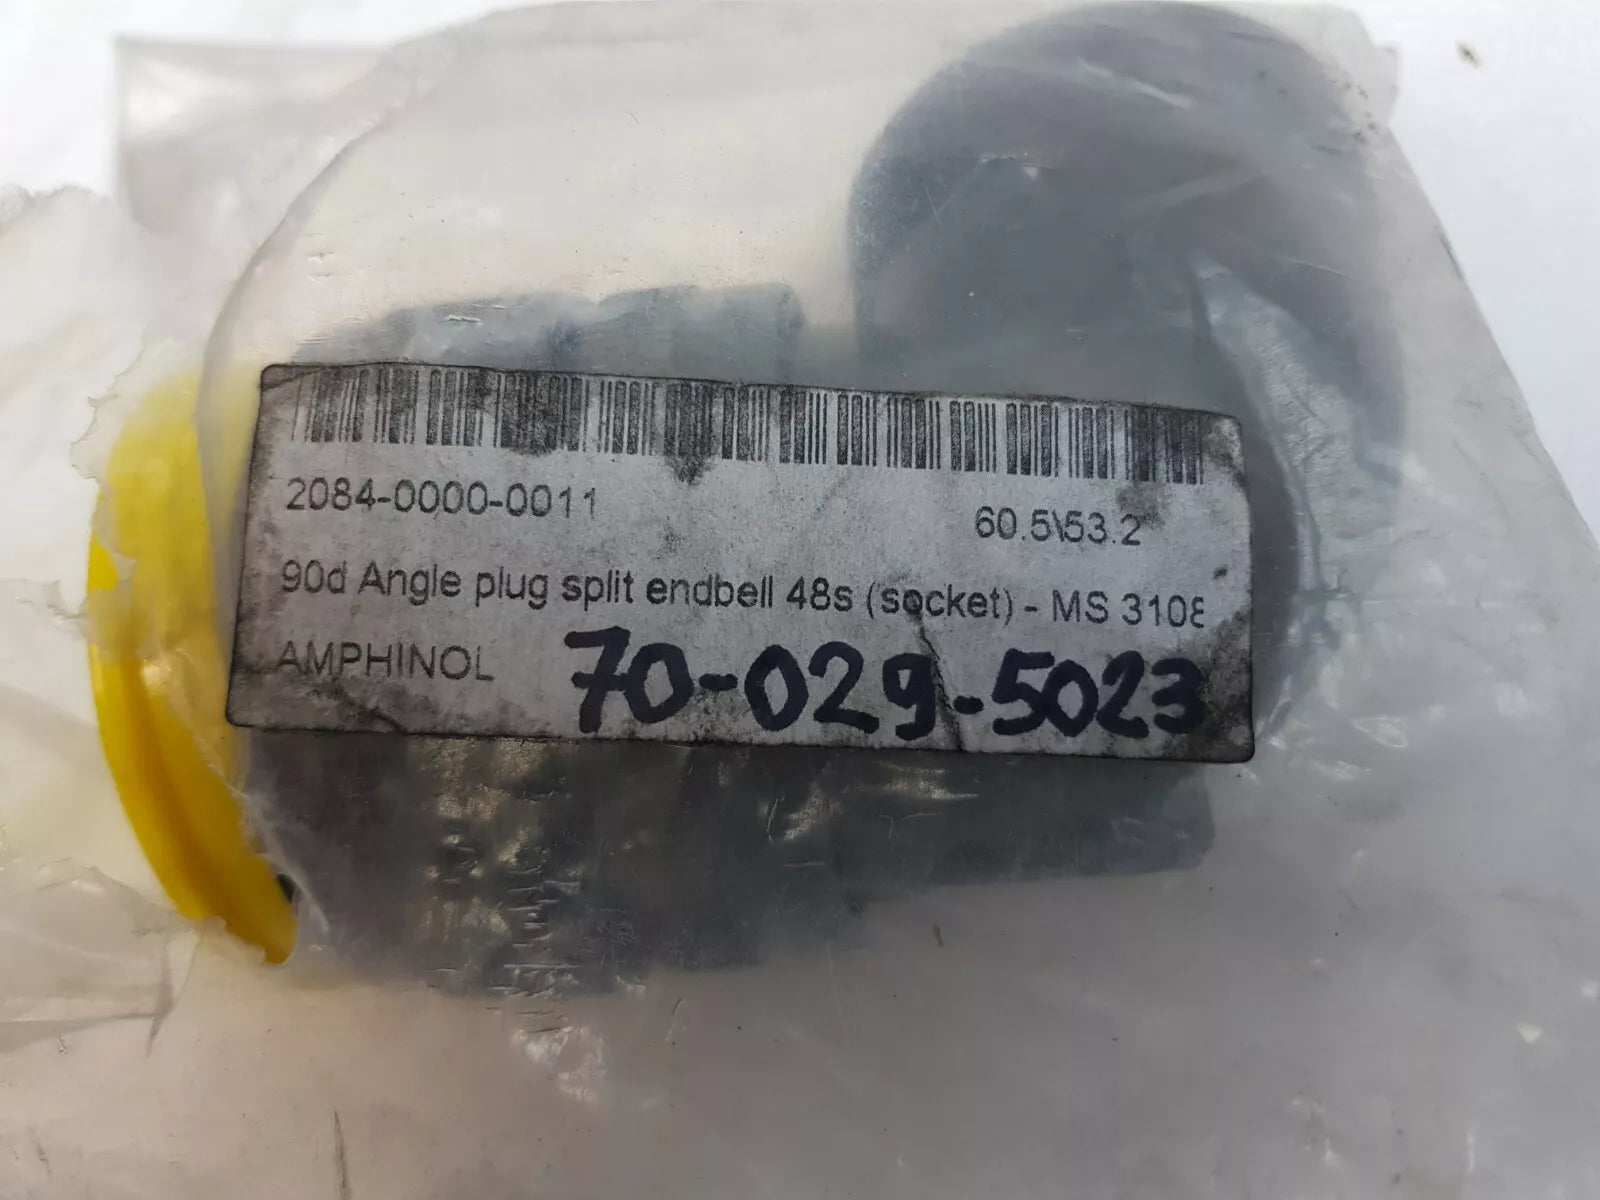 2084-0000-0011 60.5\53.2
90d Angle plug split endbell 48s (socket) - MS 3108
AMPHINOL 70-029-5023